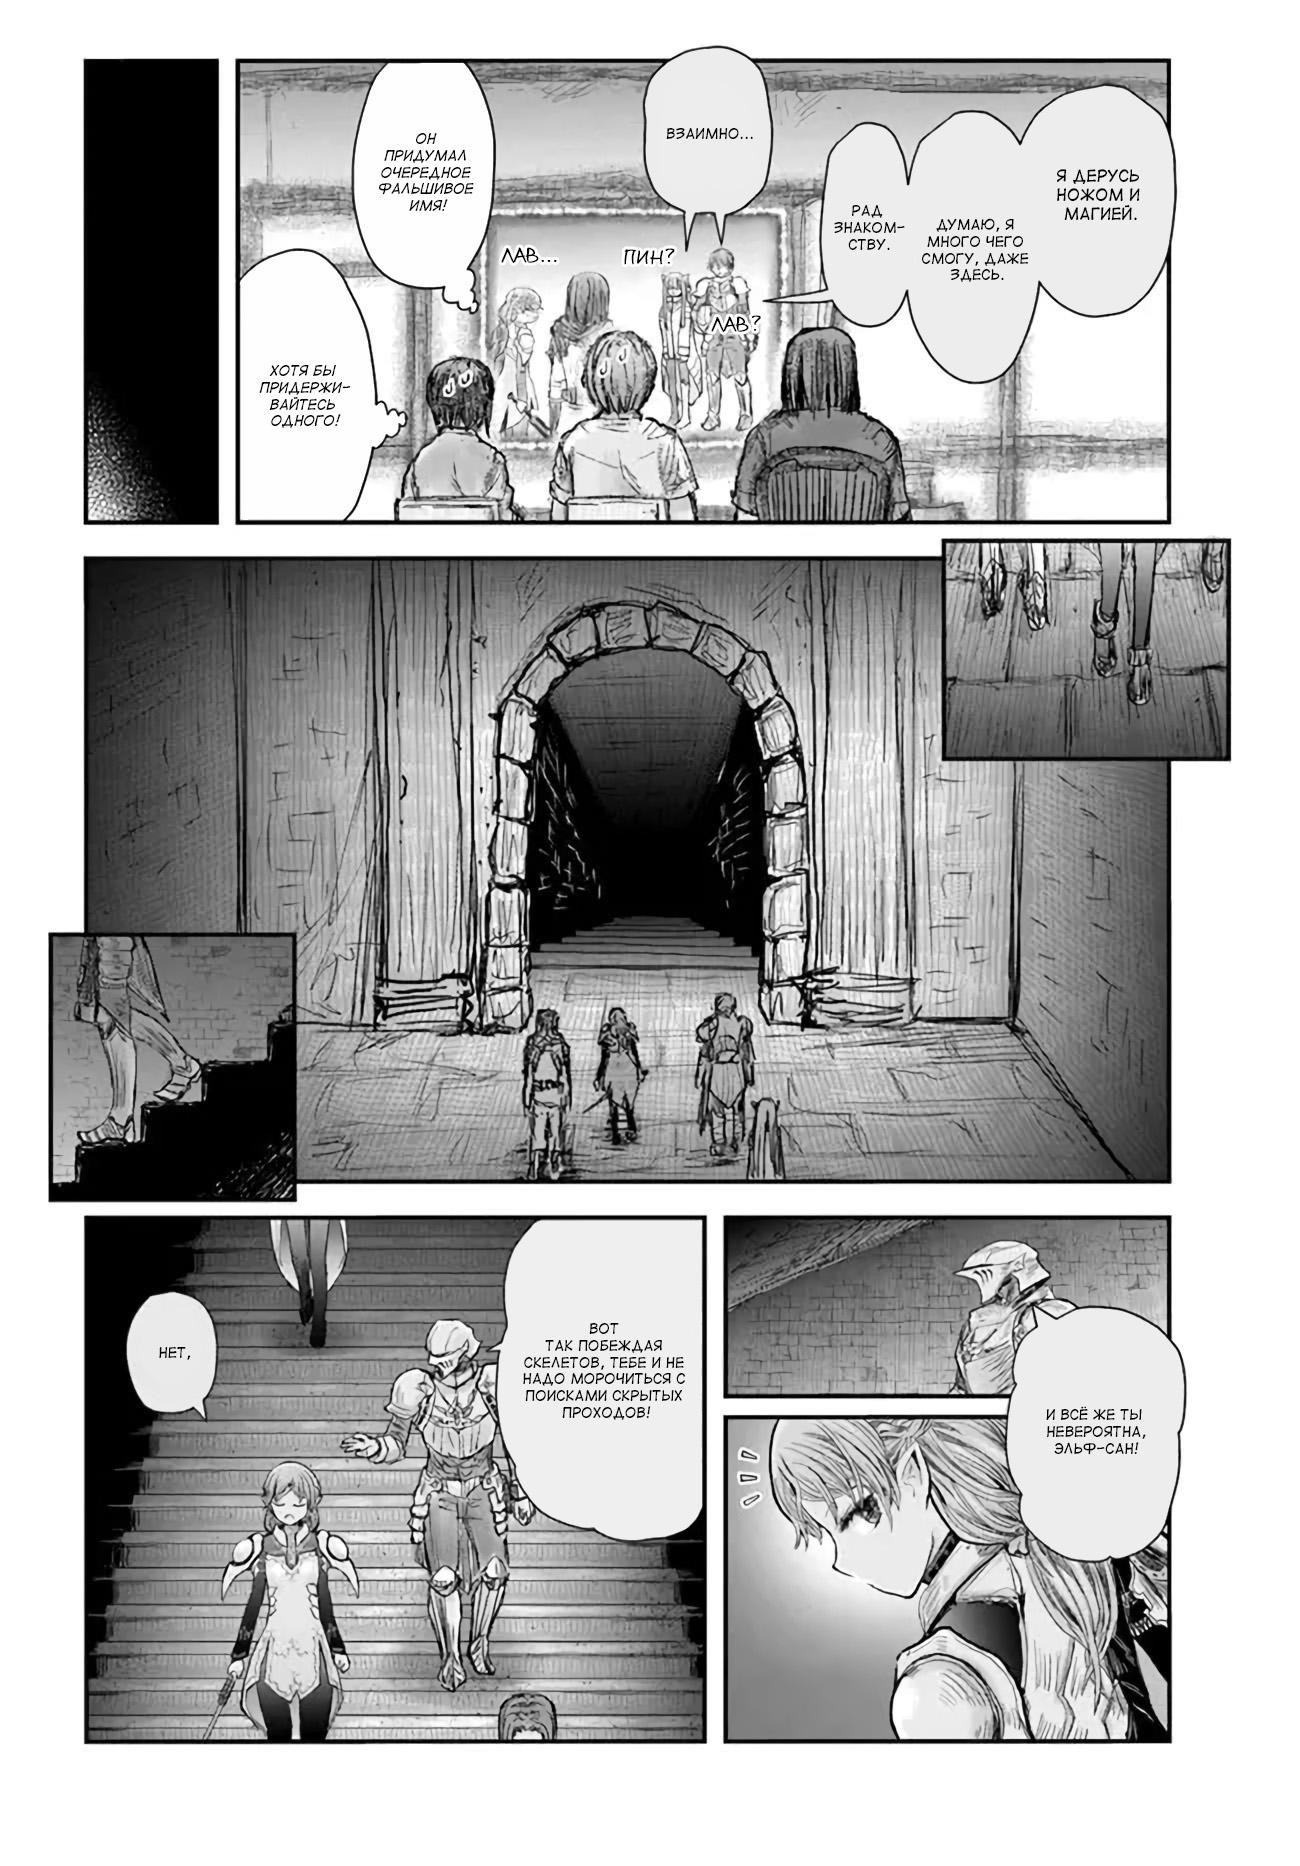 Я ДЕРУСЬ
НОЖОМ И
МАГИЕЙ.
ДУМАЮ, Я
МНОГО ЧЕГО
СМОГУ, ДАЖЕ
ЗДЕСЬ.
РАД
ЗНАКОМ-
СТВУ.
ВЗАИМНО...
ЛАВ?
ПИН?
ЛАВ...
ОН
ПРИДУМАЛ
ОЧЕРЕДНОЕ
ФАЛЬШИВОЕ
ИМЯ!
ХОТЯ БЫ
ПРИДЕРЖИ-
ВАЙТЕСЬ
ОДНОГО!
И ВСЁ ЖЕ ТЫ
НЕВЕРОЯТНА,
ЭЛЬФ-САН!
ВОТ
ТАК ПОБЕЖДАЯ
СКЕЛЕТОВ, ТЕБЕ И НЕ
НАДО МОРОЧИТЬСЯ С
ПОИСКАМИ СКРЫТЫХ
ПРОХОДОВ!
НЕТ,